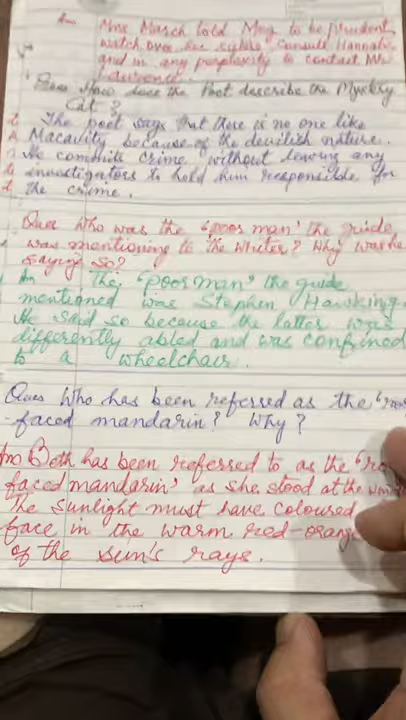 Ans Mrs March told Meg to be prudent,
watch over her sisters, consult Hannah,
and in any perplexity to contact Mr
Laurence.
Ques How does the Poet describe the Mystery
Cat?
The poet says that there is no one like
Macavity because of the devilish nature.
He commits crime without leaving any
investigators to hold him responsible for
the crime.
Ques Who was the 'poor man' the guide
was mentioning to the writer? Why was he
saying so?
An The, "Poor man" the guide
mentioned was Stephen Hawking.
He said so because the latter was
differently abled and was confined
to a wheelchair.
Ques Who has been referred as the
-faced mandarin? Why?
Ans Beth has been referred to as the
faced mandarin' as she stood at the
The sunlight must have coloured
face in the warm red-orange
of the sun's rays.